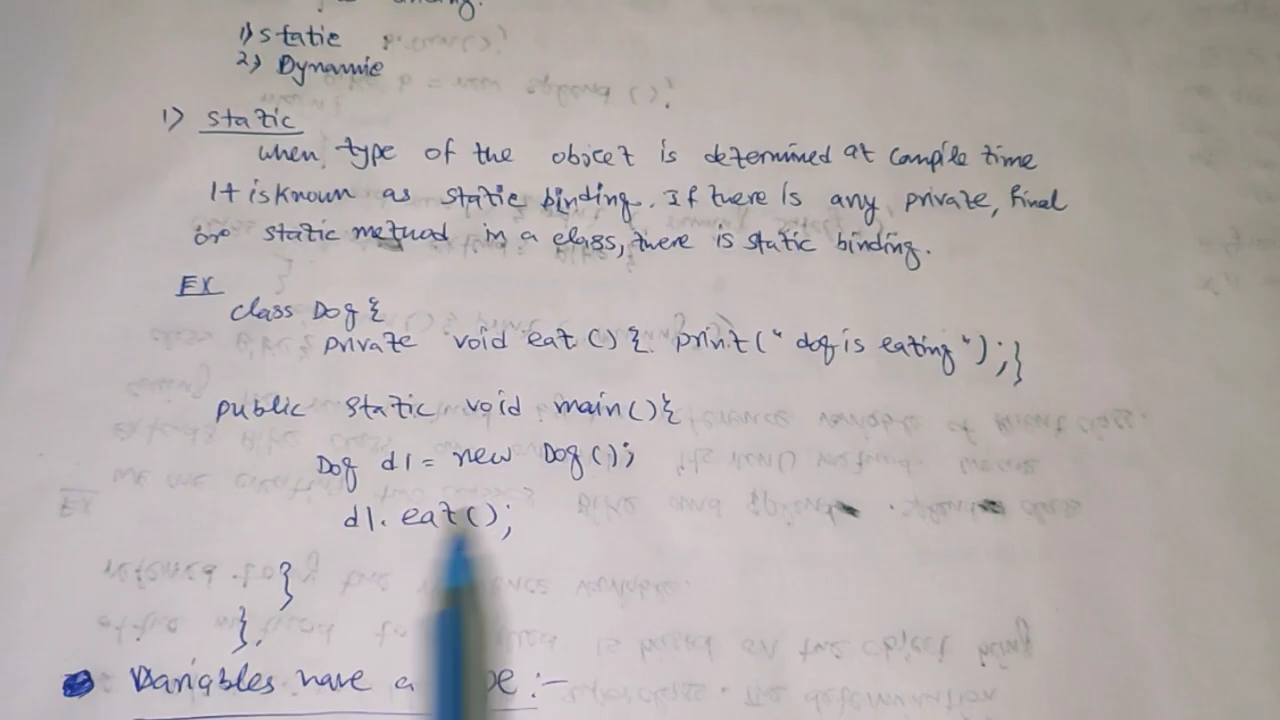 1) static
2) Dynamic
1) static
when type of the object is determined at compile time
It is known as static binding. If there is any private, final
or static method in a class, there is static binding.
EX
class Dog {
private void eat () { print (" dog is eating "); }
public static void main() {
Dog d1 = new Dog();
d1. eat();
}
}.
Variables have a :-